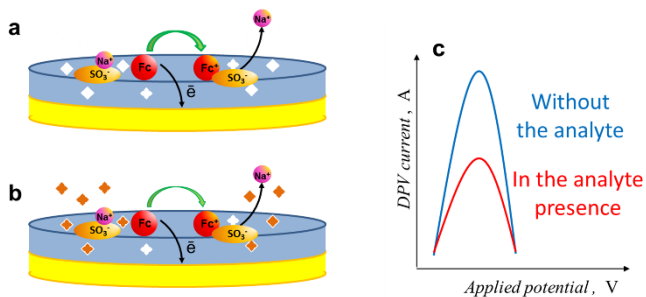 a
Na⁺
Na⁺
SO₃⁻
Fc
Fc⁺
SO₃⁻
ē
b
Na⁺
Na⁺
SO₃⁻
Fc
Fc⁺
SO₃⁻
ē
c
DPV current, A
Without
the analyte
In the analyte
presence
Applied potential, V